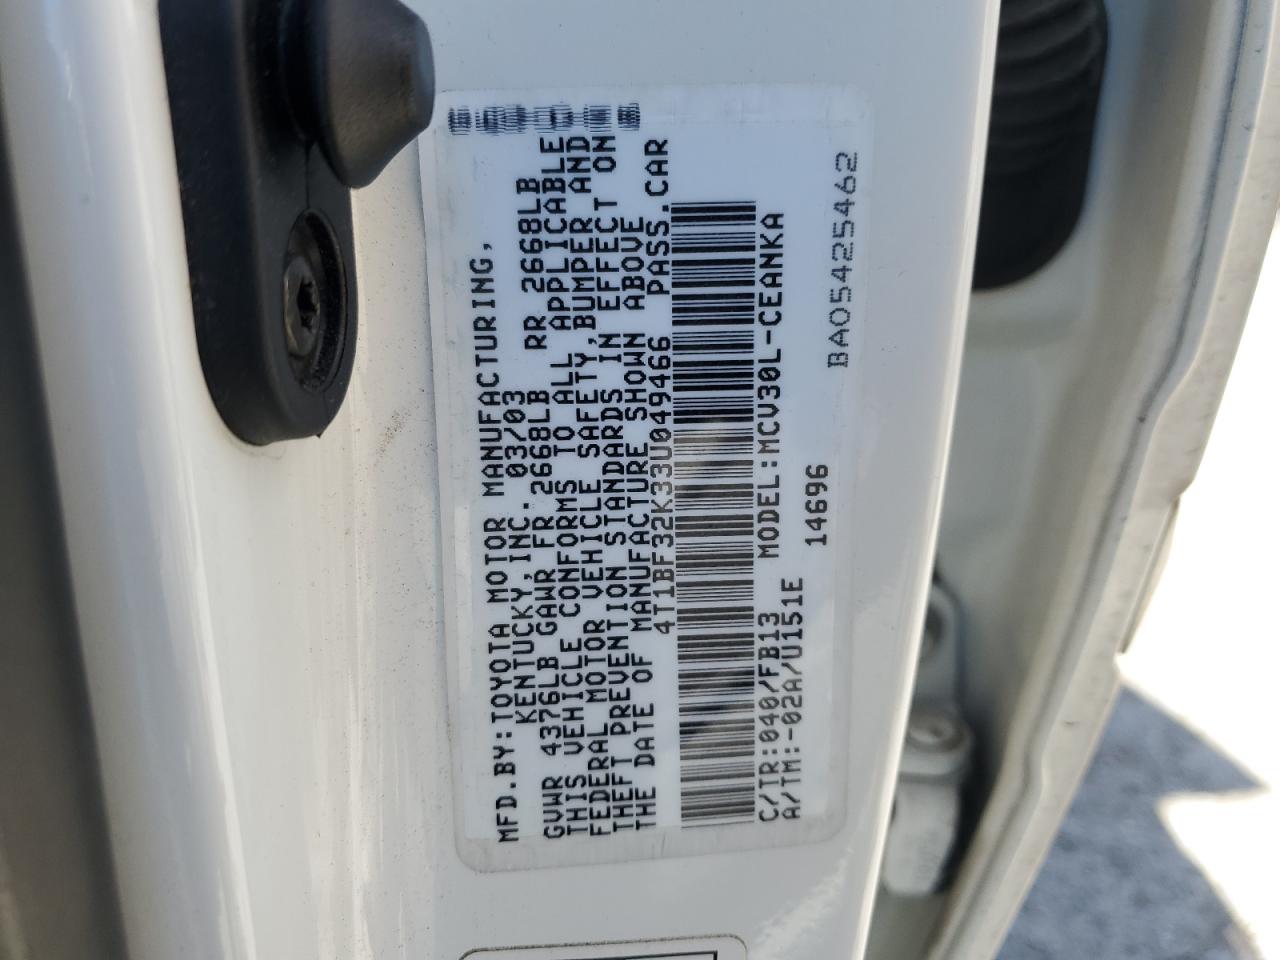 MFD.BY:TOYOTA MOTOR MANUFACTURING,
KENTUCKY,INC. 03/03
GVWR 4376LB GAWR FR 2668LB RR 2668LB
THIS VEHICLE CONFORMS TO ALL APPLICABLE
FEDERAL MOTOR VEHICLE SAFETY,BUMPER AND
THEFT PREVENTION STANDARDS IN EFFECT ON
THE DATE OF MANUFACTURE SHOWN ABOVE
4T1BF32K33U049466 PASS.CAR
C/TR:040/FB13 MODEL:MCV30L-CEANKA
A/TM:-02A/U151E 14696
BA05425462